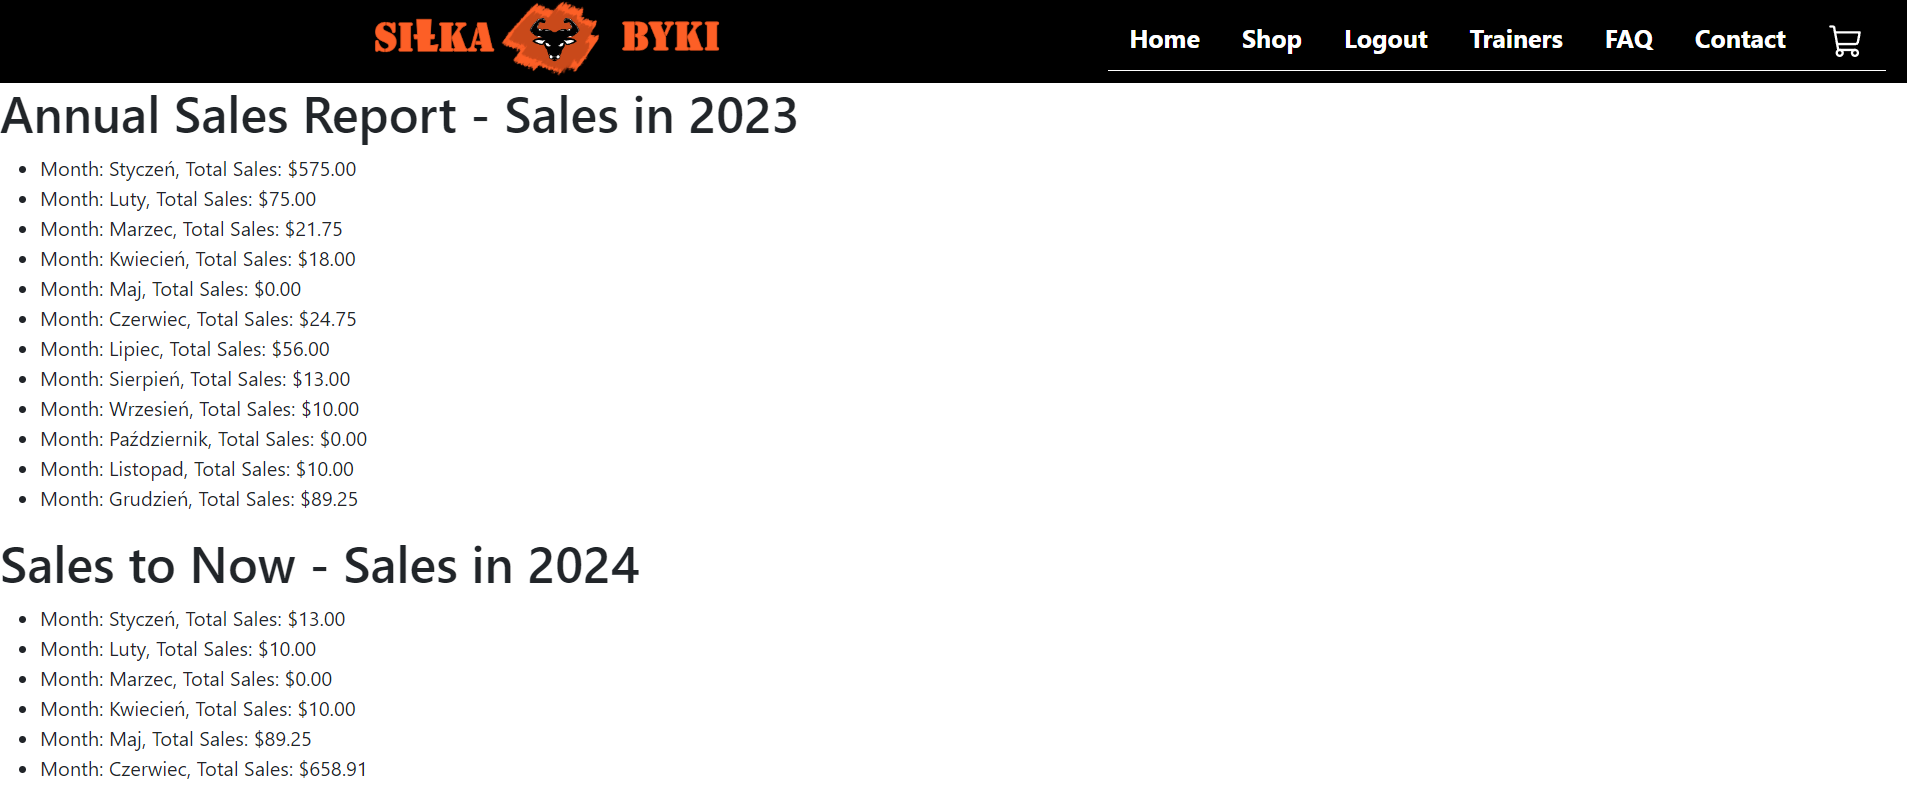 SIŁKA BYKI
Home Shop Logout Trainers FAQ Contact
Annual Sales Report - Sales in 2023
• Month: Styczeń, Total Sales: $575.00
• Month: Luty, Total Sales: $75.00
• Month: Marzec, Total Sales: $21.75
• Month: Kwiecień, Total Sales: $18.00
• Month: Maj, Total Sales: $0.00
• Month: Czerwiec, Total Sales: $24.75
• Month: Lipiec, Total Sales: $56.00
• Month: Sierpień, Total Sales: $13.00
• Month: Wrzesień, Total Sales: $10.00
• Month: Październik, Total Sales: $0.00
• Month: Listopad, Total Sales: $10.00
• Month: Grudzień, Total Sales: $89.25
Sales to Now - Sales in 2024
• Month: Styczeń, Total Sales: $13.00
• Month: Luty, Total Sales: $10.00
• Month: Marzec, Total Sales: $0.00
• Month: Kwiecień, Total Sales: $10.00
• Month: Maj, Total Sales: $89.25
• Month: Czerwiec, Total Sales: $658.91